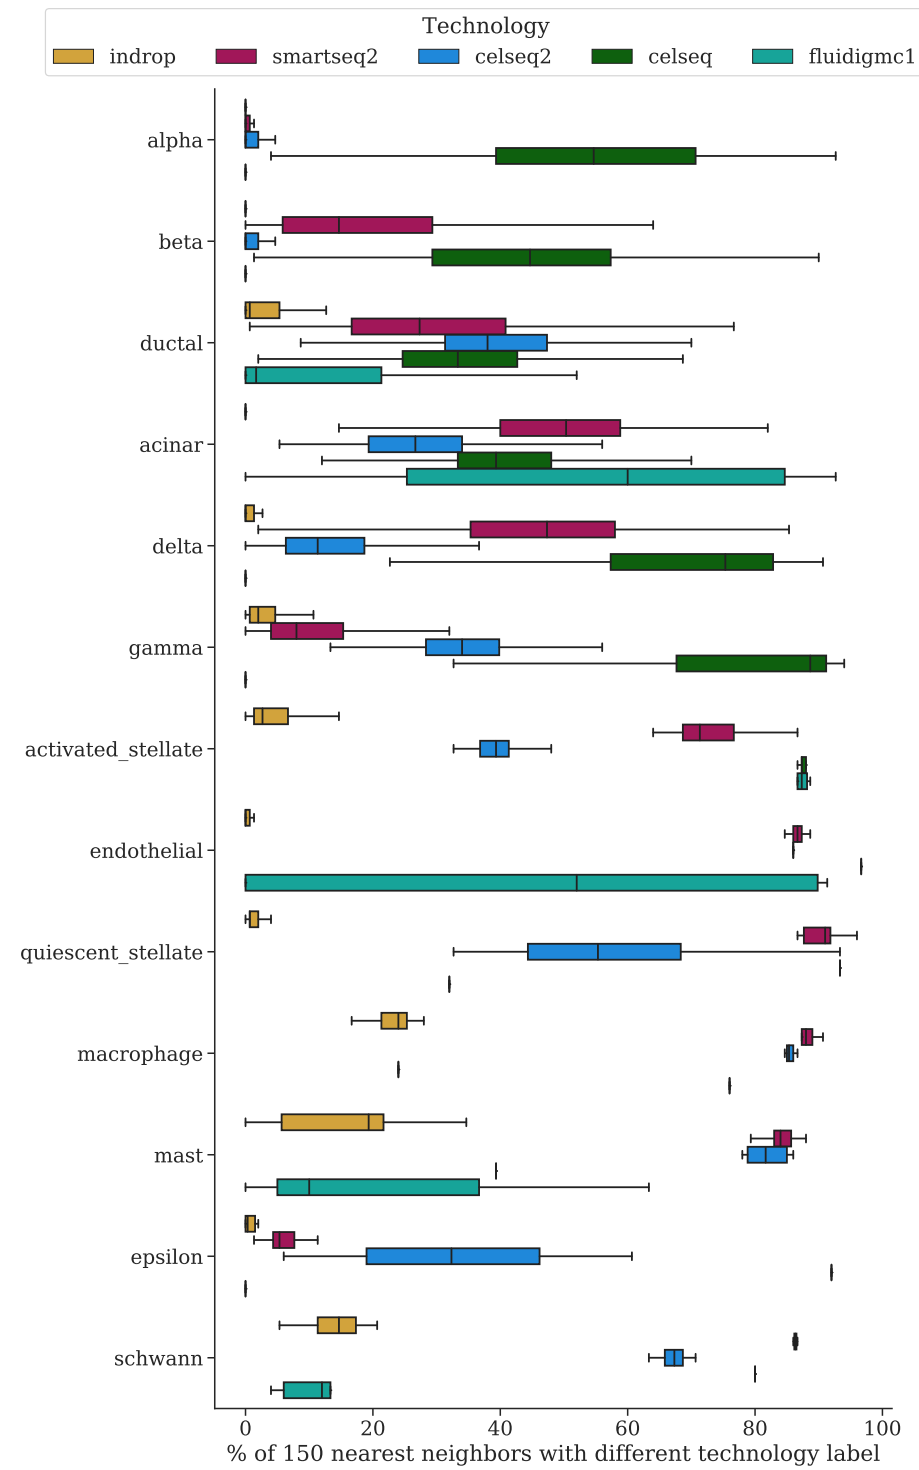 Technology
indrop smartseq2 celseq2 celseq fluidigmc1
alpha
beta
ductal
acinar
delta
gamma
activated_stellate
endothelial
quiescent_stellate
macrophage
mast
epsilon
schwann
0 20 40 60 80 100
% of 150 nearest neighbors with different technology label